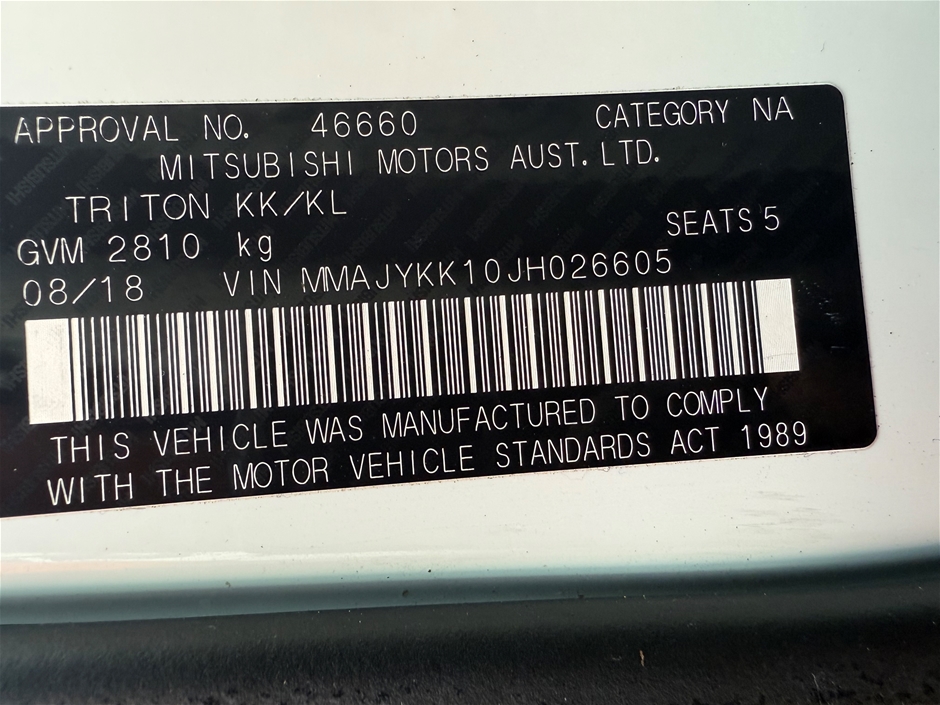 APPROVAL NO. 46660 CATEGORY NA
MITSUBISHI MOTORS AUST. LTD.
TRITON KK/KL
GVM 2810 kg SEATS 5
08/18 VIN MMAJYKK10JH026605
THIS VEHICLE WAS MANUFACTURED TO COMPLY
WITH THE MOTOR VEHICLE STANDARDS ACT 1989